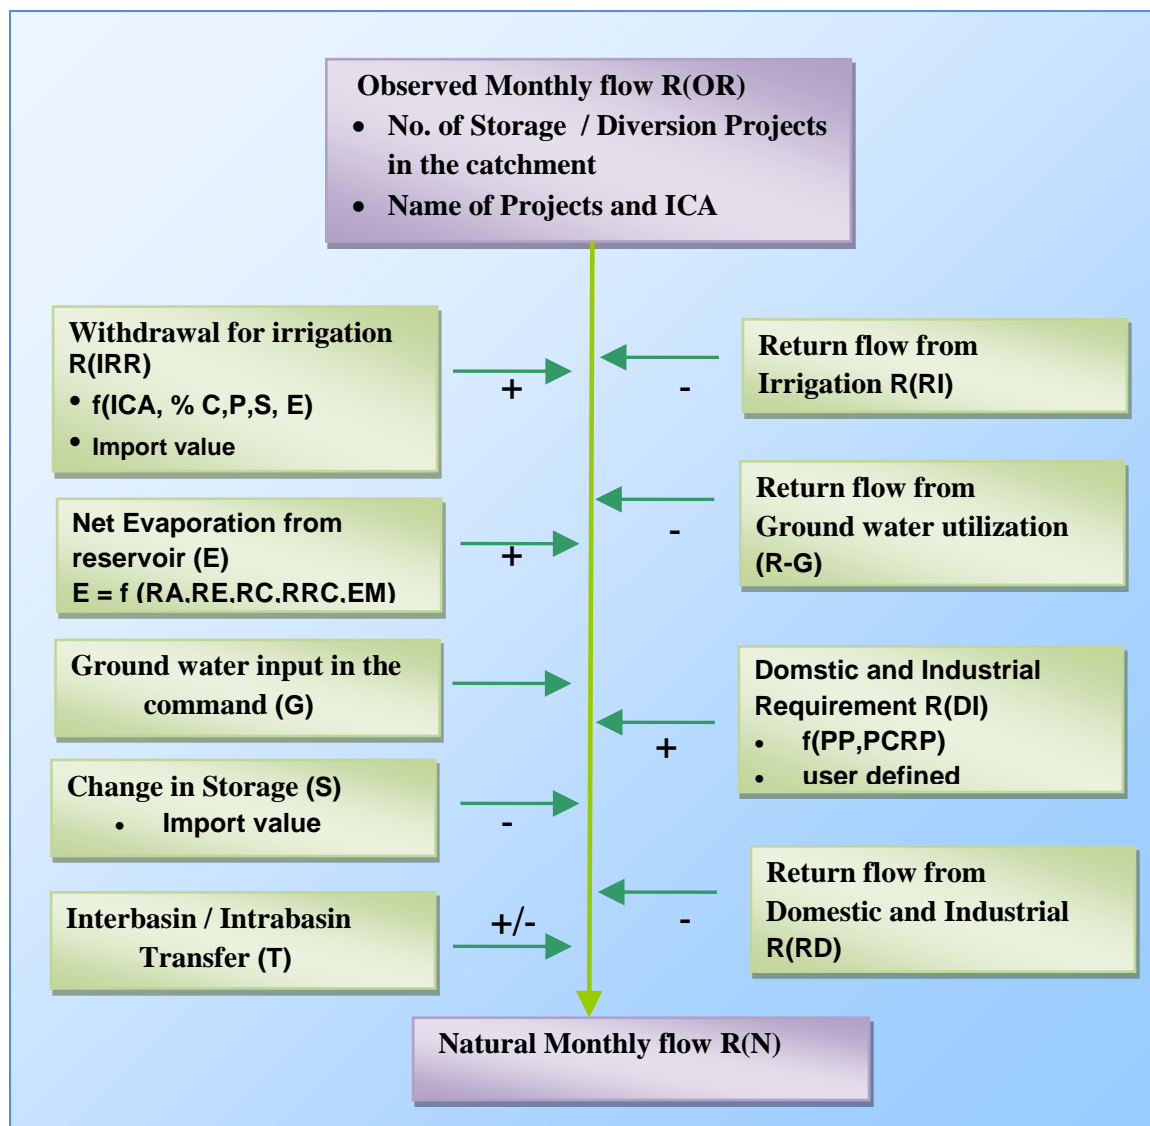 Observed Monthly flow R(OR)
• No. of Storage / Diversion Projects
in the catchment
• Name of Projects and ICA
Withdrawal for irrigation
R(IRR)
• f(ICA, % C,P,S, E)
• Import value
+
-
Return flow from
Irrigation R(RI)
Net Evaporation from
reservoir (E)
E = f (RA,RE,RC,RRC,EM)
+
-
Return flow from
Ground water utilization
(R-G)
Ground water input in the
command (G)
Domstic and Industrial
Requirement R(DI)
• f(PP,PCRP)
• user defined
+
Change in Storage (S)
• Import value
-
Interbasin / Intrabasin
Transfer (T)
+/-
-
Return flow from
Domestic and Industrial
R(RD)
Natural Monthly flow R(N)